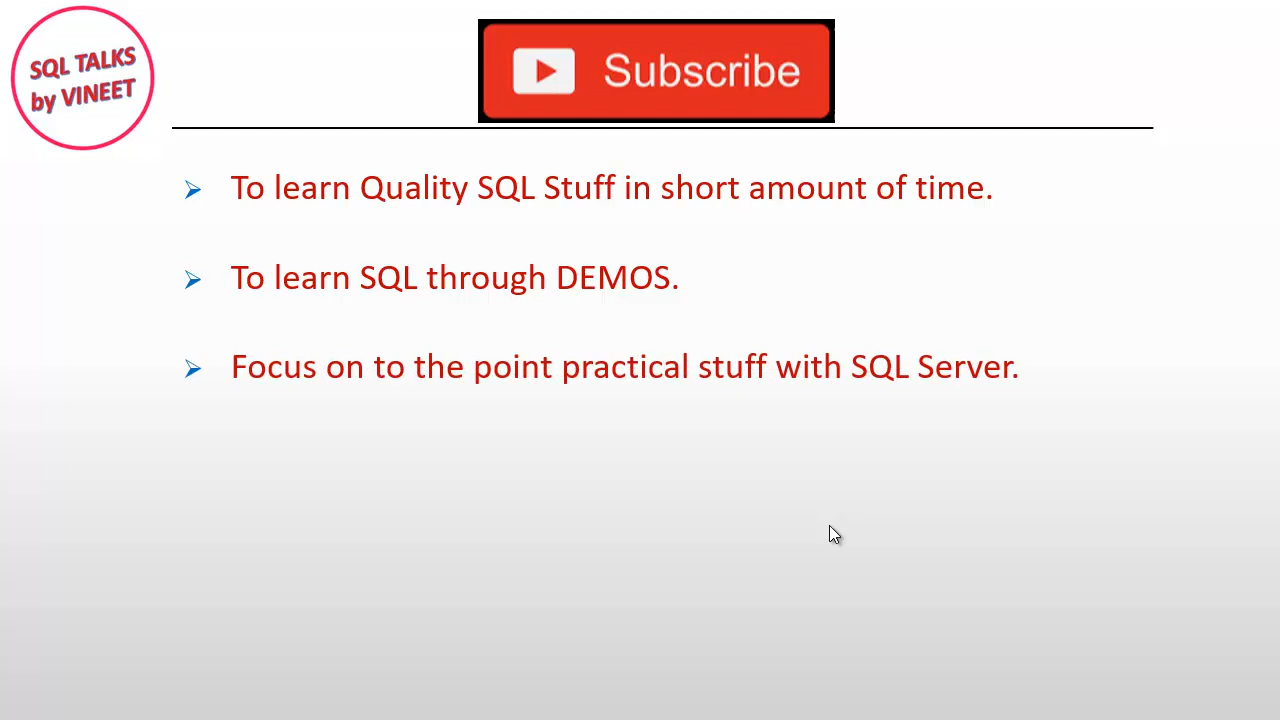 SQL TALKS
by VINEET
Subscribe
To learn Quality SQL Stuff in short amount of time.
To learn SQL through DEMOS.
Focus on to the point practical stuff with SQL Server.